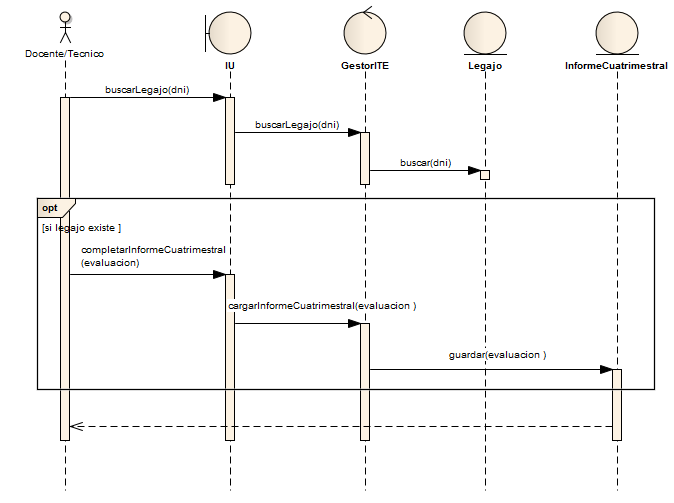 Docente/Tecnico
IU
GestorITE
Legajo
InformeCuatrimestral
buscarLegajo(dni)
buscarLegajo(dni)
buscar(dni)
opt
[si legajo existe ]
completarInformeCuatrimestral
(evaluacion)
cargarInformeCuatrimestral(evaluacion )
guardar(evaluacion )